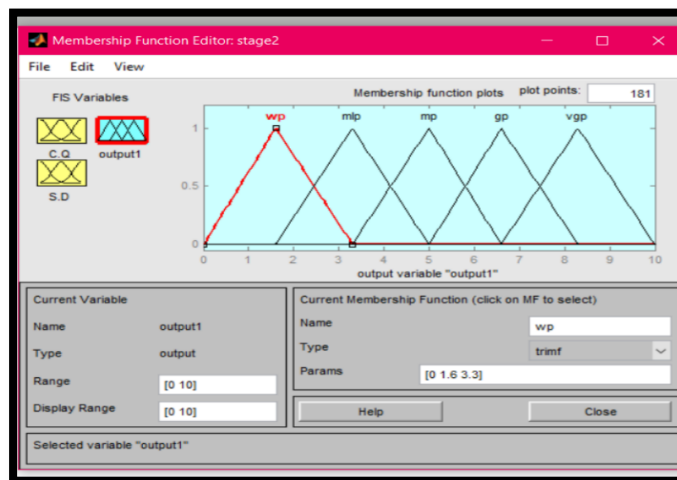 Membership Function Editor: stage2
File Edit View
FIS Variables
Membership function plots plot points: 181
wp mlp mp gp vgp
C.Q output1
S.D
1
0.5
0
0 1 2 3 4 5 6 7 8 9 10
output variable "output1"
Current Variable
Name output1
Type output
Range [0 10]
Display Range [0 10]
Current Membership Function (click on MF to select)
Name wp
Type trimf
Params [0 1.6 3.3]
Help Close
Selected variable "output1"